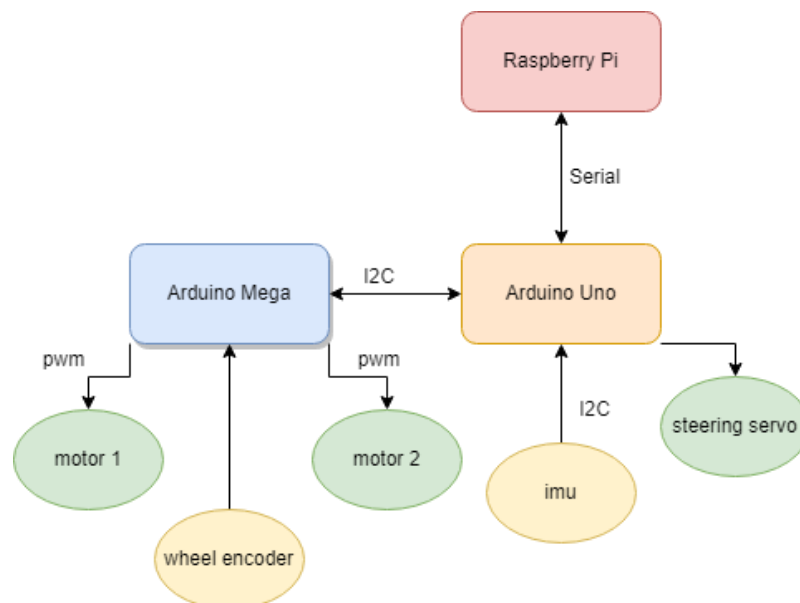 Raspberry Pi
Serial
Arduino Mega
I2C
Arduino Uno
pwm
pwm
I2C
motor 1
motor 2
imu
steering servo
wheel encoder